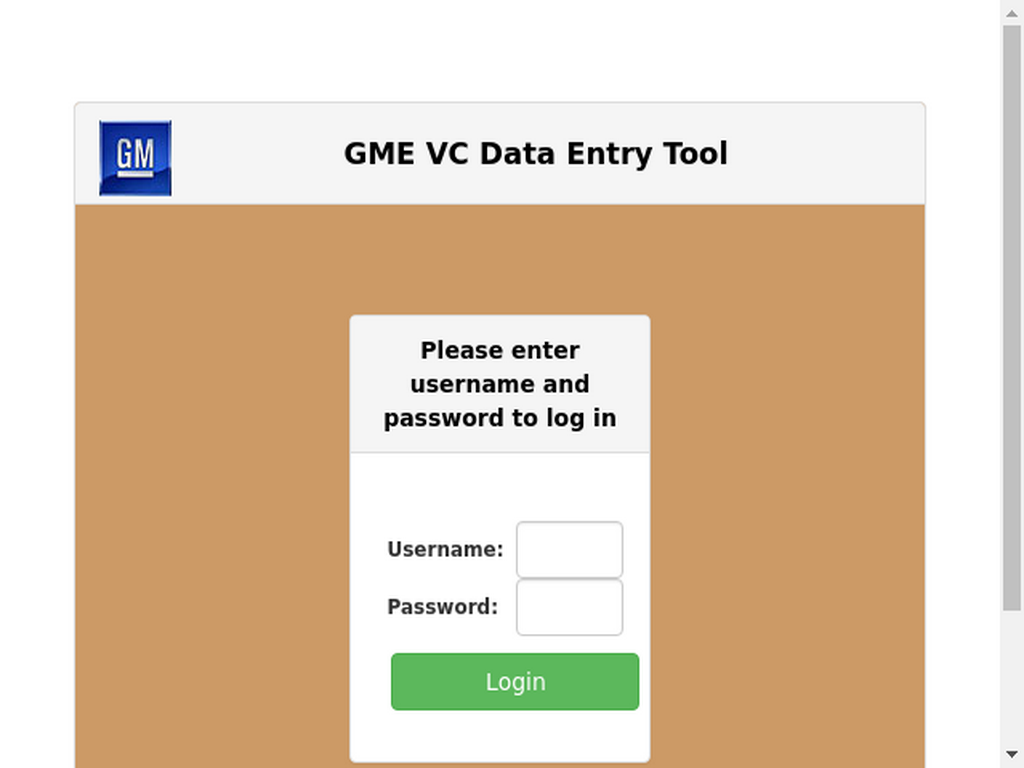 GM
GME VC Data Entry Tool
Please enter
username and
password to log in
Username:
Password:
Login